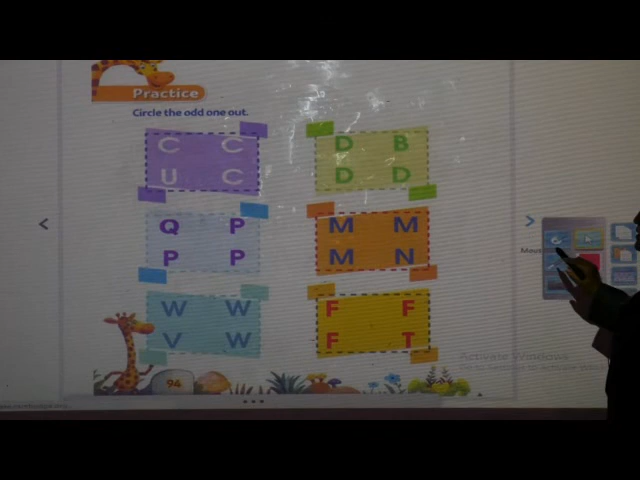 Practice
Circle the odd one out.
C C
U C
D B
D D
Q P
P P
M M
M N
W W
V W
F F
F T
94
Activate Windows